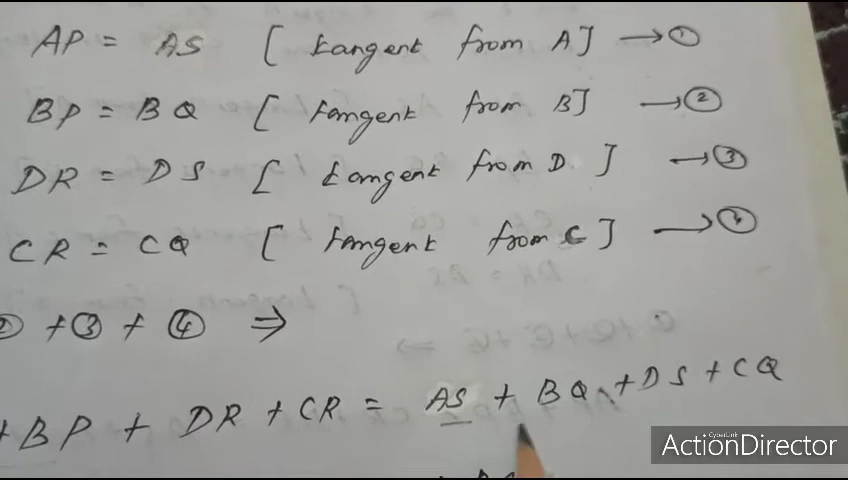 AP = AS [ tangent from A] → ①
BP = BQ [ tangent from B] → ②
DR = DS [ tangent from D ] → ③
CR = CQ [ tangent from C ] → ④
② + ③ + ④ ⇒
+ BP + DR + CR = AS + BQ + DS + CQ
CyberLink
ActionDirector